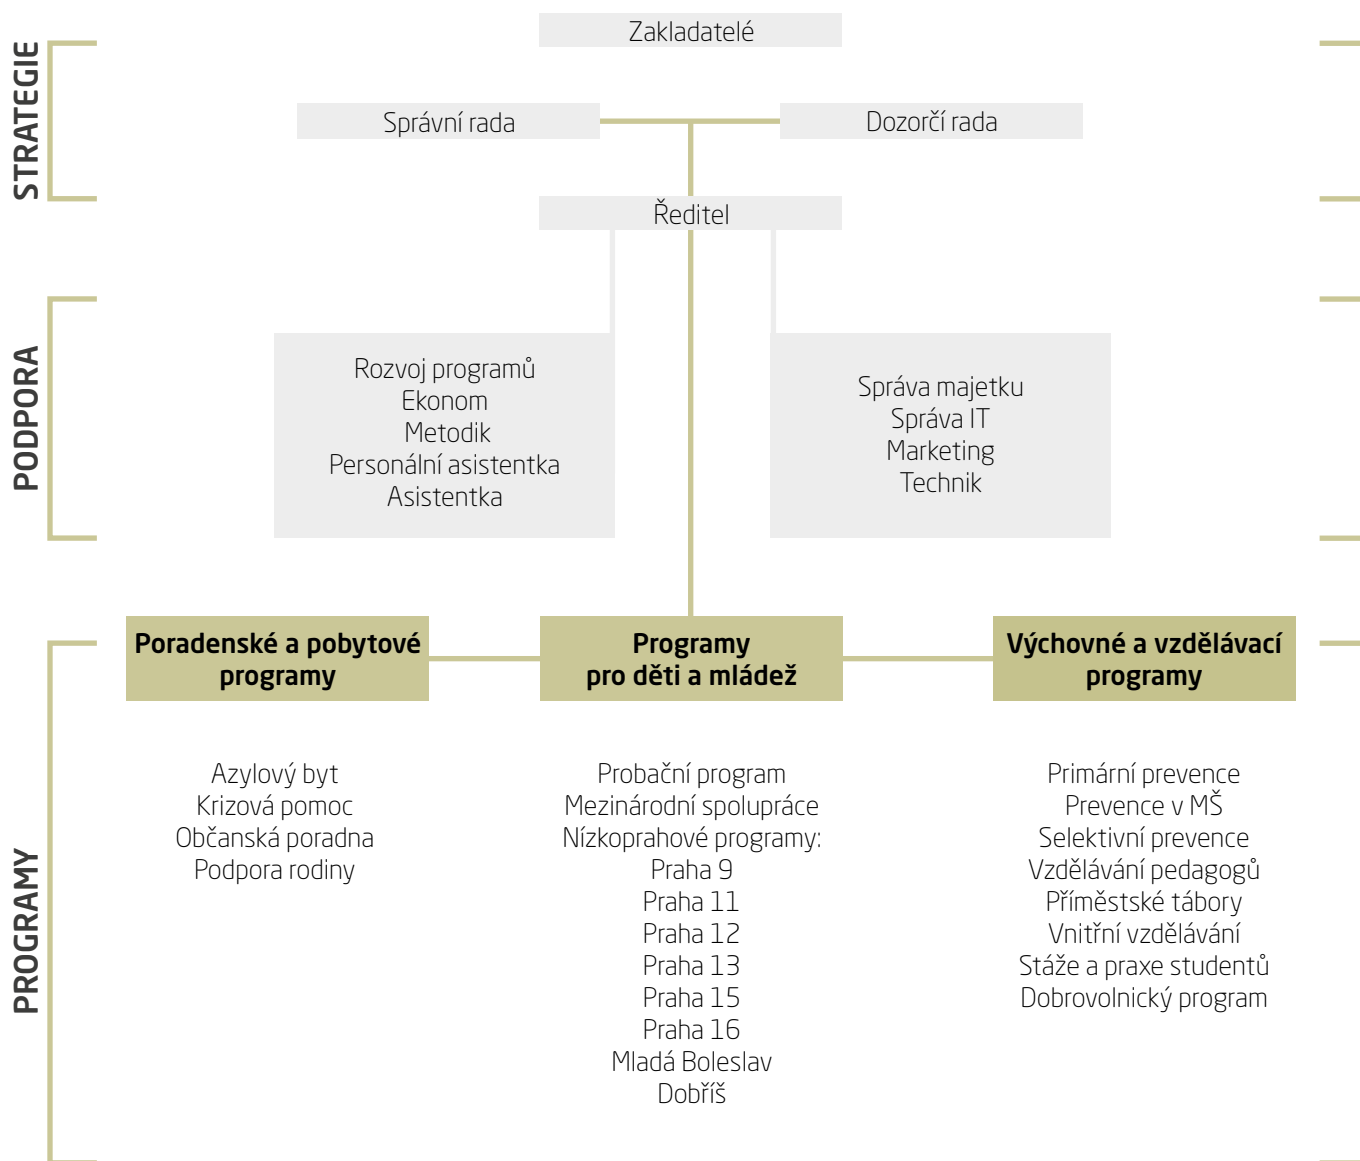 STRATEGIE
Zakladatelé
Správní rada
Dozorčí rada
Ředitel
PODPORA
Rozvoj programů
Ekonom
Metodik
Personální asistentka
Asistentka
Správa majetku
Správa IT
Marketing
Technik
PROGRAMY
Poradenské a pobytové
programy
Azylový byt
Krizová pomoc
Občanská poradna
Podpora rodiny
Programy
pro děti a mládež
Probační program
Mezinárodní spolupráce
Nízkoprahové programy:
Praha 9
Praha 11
Praha 12
Praha 13
Praha 15
Praha 16
Mladá Boleslav
Dobříš
Výchovné a vzdělávací
programy
Primární prevence
Prevence v MŠ
Selektivní prevence
Vzdělávání pedagogů
Příměstské tábory
Vnitřní vzdělávání
Stáže a praxe studentů
Dobrovolnický program